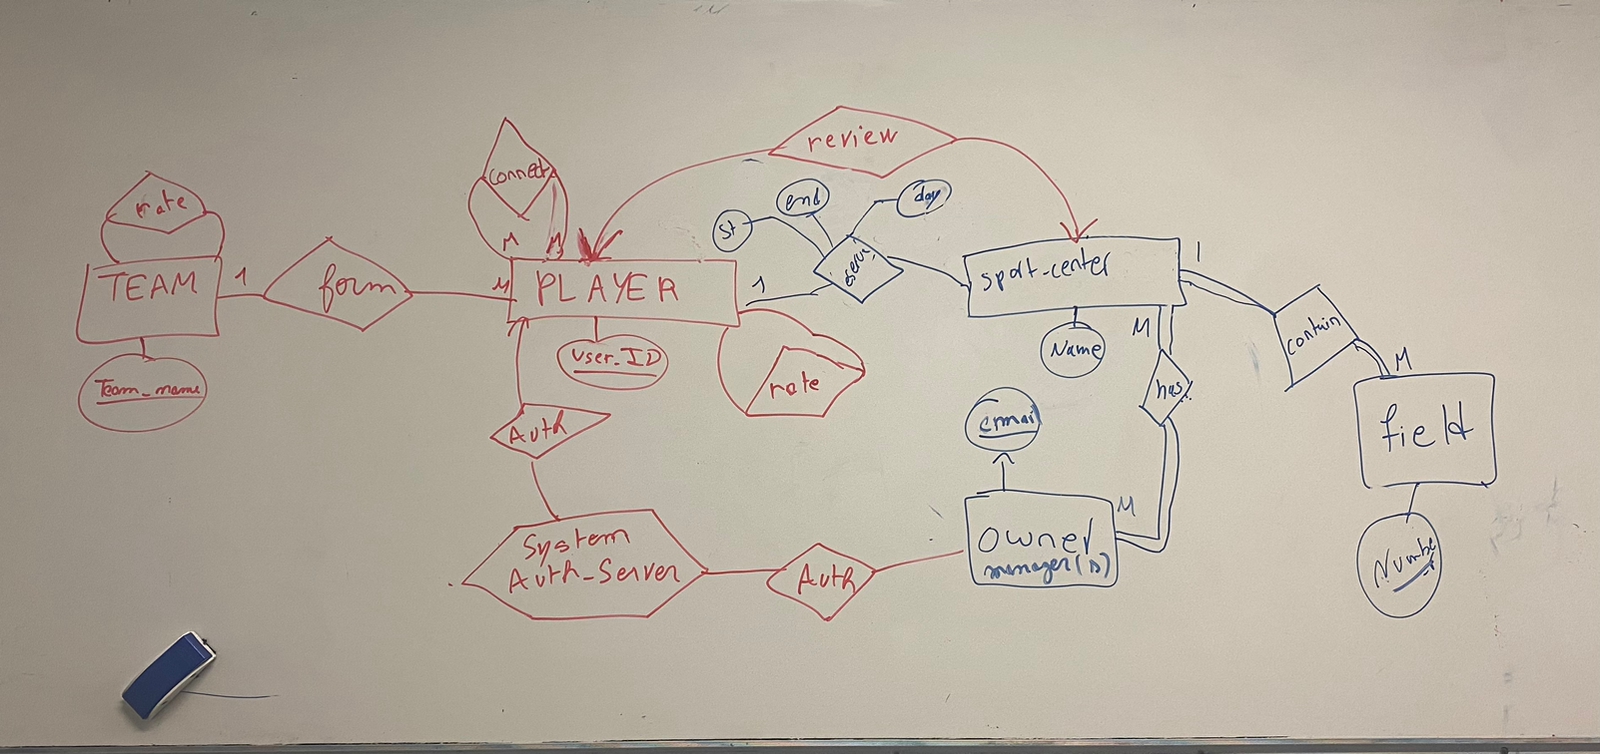 review
connect
rate
end
day
st
TEAM
1
form
M
M
M
PLAYER
1
sport-center
1
contain
M
Team_name
User_ID
rate
Name
M
has
M
field
Auth
email
System
Auth_Server
Auth
M
Owner
manager(s)
Number